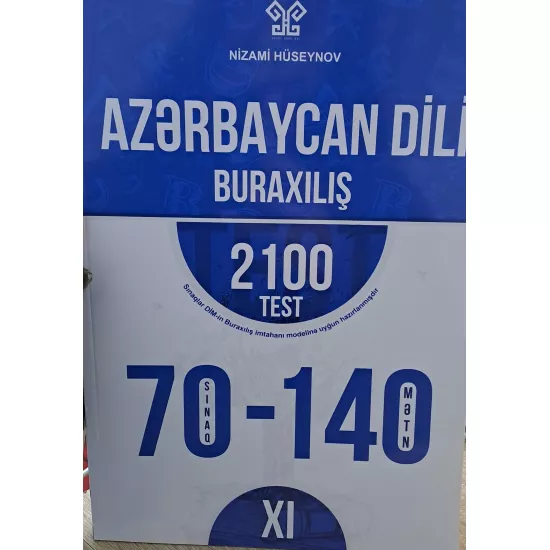 NİZAMİ HÜSEYNOV
AZƏRBAYCAN DİLİ
BURAXILIŞ
2100
TEST
Sınaqlar DİM-in Buraxılış imtahanı modelinə uyğun hazırlanmışdır
70 SINAQ - 140 MƏTN
XI